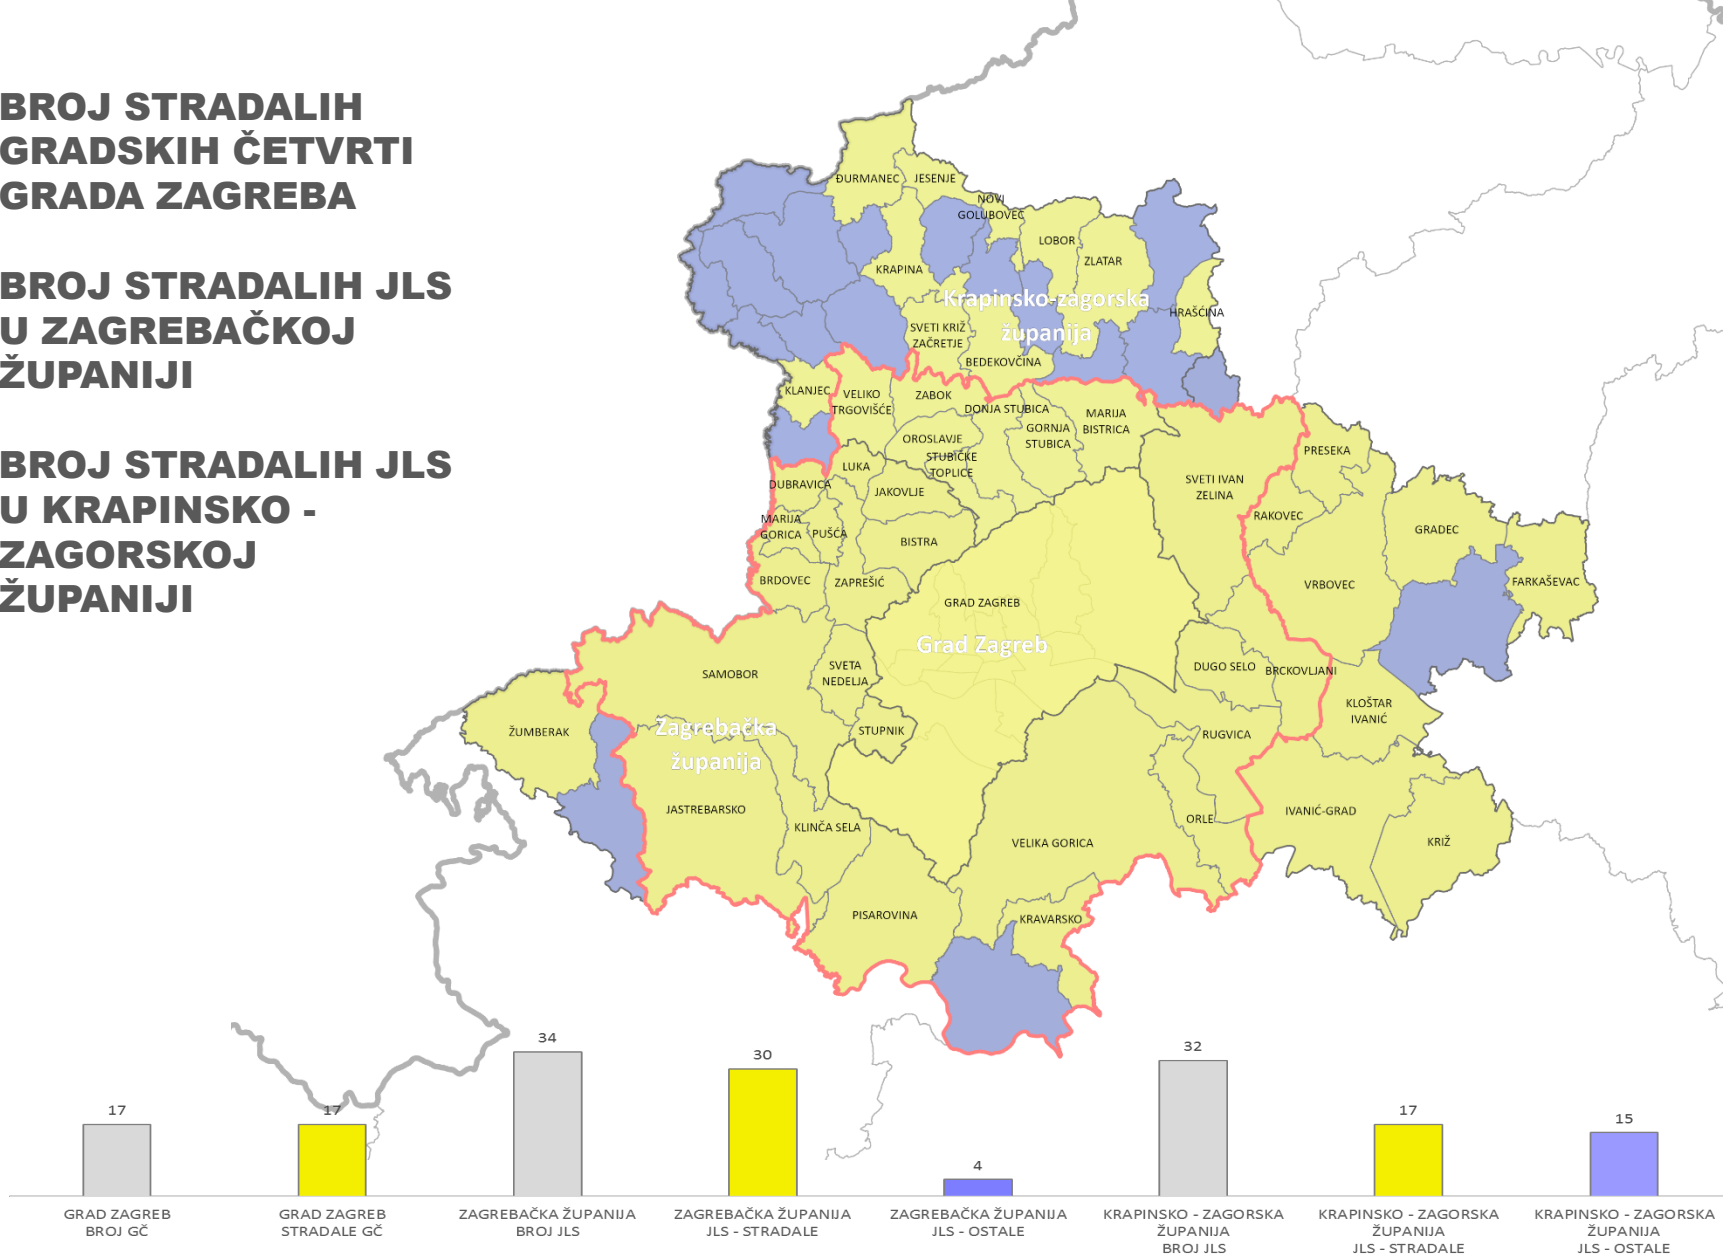 BROJ STRADALIH
GRADSKIH ČETVRTI
GRADA ZAGREBA
BROJ STRADALIH JLS
U ZAGREBAČKOJ
ŽUPANIJI
BROJ STRADALIH JLS
U KRAPINSKO -
ZAGORSKOJ
ŽUPANIJI
ĐURMANEC
JESENJE
NOVI
GOLUBOVEC
LOBOR
ZLATAR
KRAPINA
Krapinsko-zagorska
županija
HRAŠĆINA
SVETI KRIŽ
ZAČRETJE
BEDEKOVČINA
KLANJEC
VELIKO
TRGOVIŠĆE
ZABOK
DONJA STUBICA
GORNJA
STUBICA
MARIJA
BISTRICA
OROSLAVJE
STUBIČKE
TOPLICE
LUKA
DUBRAVICA
JAKOVLJE
SVETI IVAN
ZELINA
PRESEKA
RAKOVEC
GRADEC
MARIJA
GORICA
PUŠĆA
BISTRA
BRDOVEC
ZAPREŠIĆ
VRBOVEC
FARKAŠEVAC
GRAD ZAGREB
Grad Zagreb
SAMOBOR
SVETA
NEDELJA
DUGO SELO
BRCKOVLJANI
KLOŠTAR
IVANIĆ
ŽUMBERAK
Zagrebačka
županija
STUPNIK
RUGVICA
JASTREBARSKO
KLINČA SELA
ORLE
IVANIĆ-GRAD
VELIKA GORICA
KRIŽ
PISAROVINA
KRAVARSKO
17
17
34
30
4
32
17
15
GRAD ZAGREB
BROJ GČ
GRAD ZAGREB
STRADALE GČ
ZAGREBAČKA ŽUPANIJA
BROJ JLS
ZAGREBAČKA ŽUPANIJA
JLS - STRADALE
ZAGREBAČKA ŽUPANIJA
JLS - OSTALE
KRAPINSKO - ZAGORSKA
ŽUPANIJA
BROJ JLS
KRAPINSKO - ZAGORSKA
ŽUPANIJA
JLS - STRADALE
KRAPINSKO - ZAGORSKA
ŽUPANIJA
JLS - OSTALE